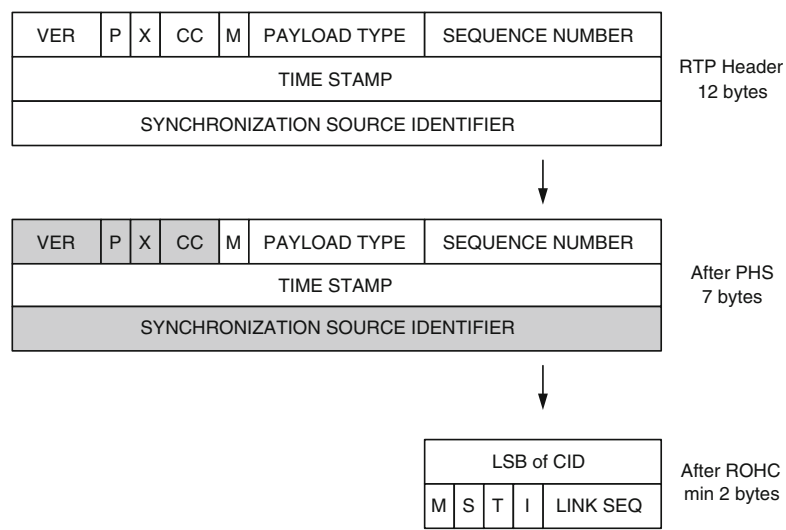 VER P X CC M PAYLOAD TYPE SEQUENCE NUMBER
TIME STAMP
SYNCHRONIZATION SOURCE IDENTIFIER
RTP Header
12 bytes
VER P X CC M PAYLOAD TYPE SEQUENCE NUMBER
TIME STAMP
SYNCHRONIZATION SOURCE IDENTIFIER
After PHS
7 bytes
LSB of CID
M S T I LINK SEQ
After ROHC
min 2 bytes